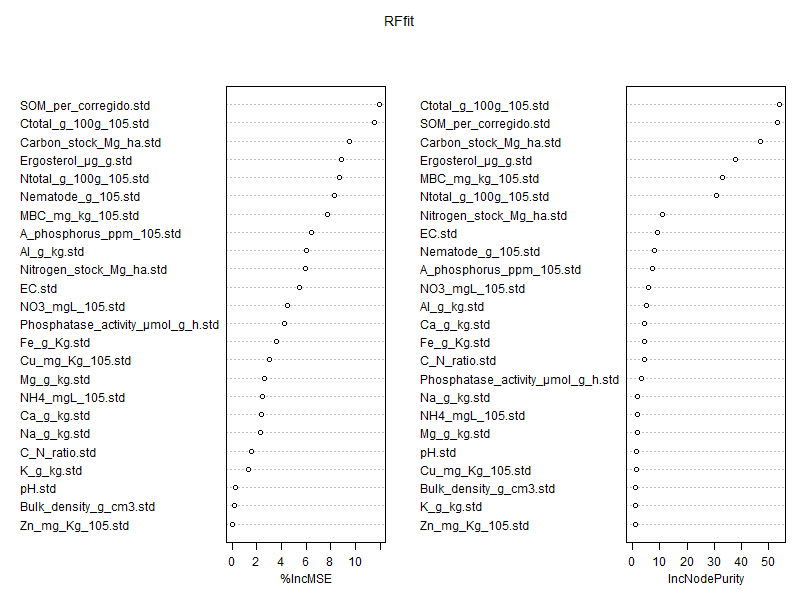 RFfit
SOM_per_corregido.std
Ctotal_g_100g_105.std
Carbon_stock_Mg_ha.std
Ergosterol_µg_g.std
Ntotal_g_100g_105.std
Nematode_g_105.std
MBC_mg_kg_105.std
A_phosphorus_ppm_105.std
Al_g_kg.std
Nitrogen_stock_Mg_ha.std
EC.std
NO3_mgL_105.std
Phosphatase_activity_µmol_g_h.std
Fe_g_Kg.std
Cu_mg_Kg_105.std
Mg_g_kg.std
NH4_mgL_105.std
Ca_g_kg.std
Na_g_kg.std
C_N_ratio.std
K_g_kg.std
pH.std
Bulk_density_g_cm3.std
Zn_mg_Kg_105.std
0 2 4 6 8 10
%IncMSE
Ctotal_g_100g_105.std
SOM_per_corregido.std
Carbon_stock_Mg_ha.std
Ergosterol_µg_g.std
MBC_mg_kg_105.std
Ntotal_g_100g_105.std
Nitrogen_stock_Mg_ha.std
EC.std
Nematode_g_105.std
A_phosphorus_ppm_105.std
NO3_mgL_105.std
Al_g_kg.std
Ca_g_kg.std
Fe_g_Kg.std
C_N_ratio.std
Phosphatase_activity_µmol_g_h.std
Na_g_kg.std
NH4_mgL_105.std
Mg_g_kg.std
pH.std
Cu_mg_Kg_105.std
Bulk_density_g_cm3.std
K_g_kg.std
Zn_mg_Kg_105.std
0 10 20 30 40 50
IncNodePurity